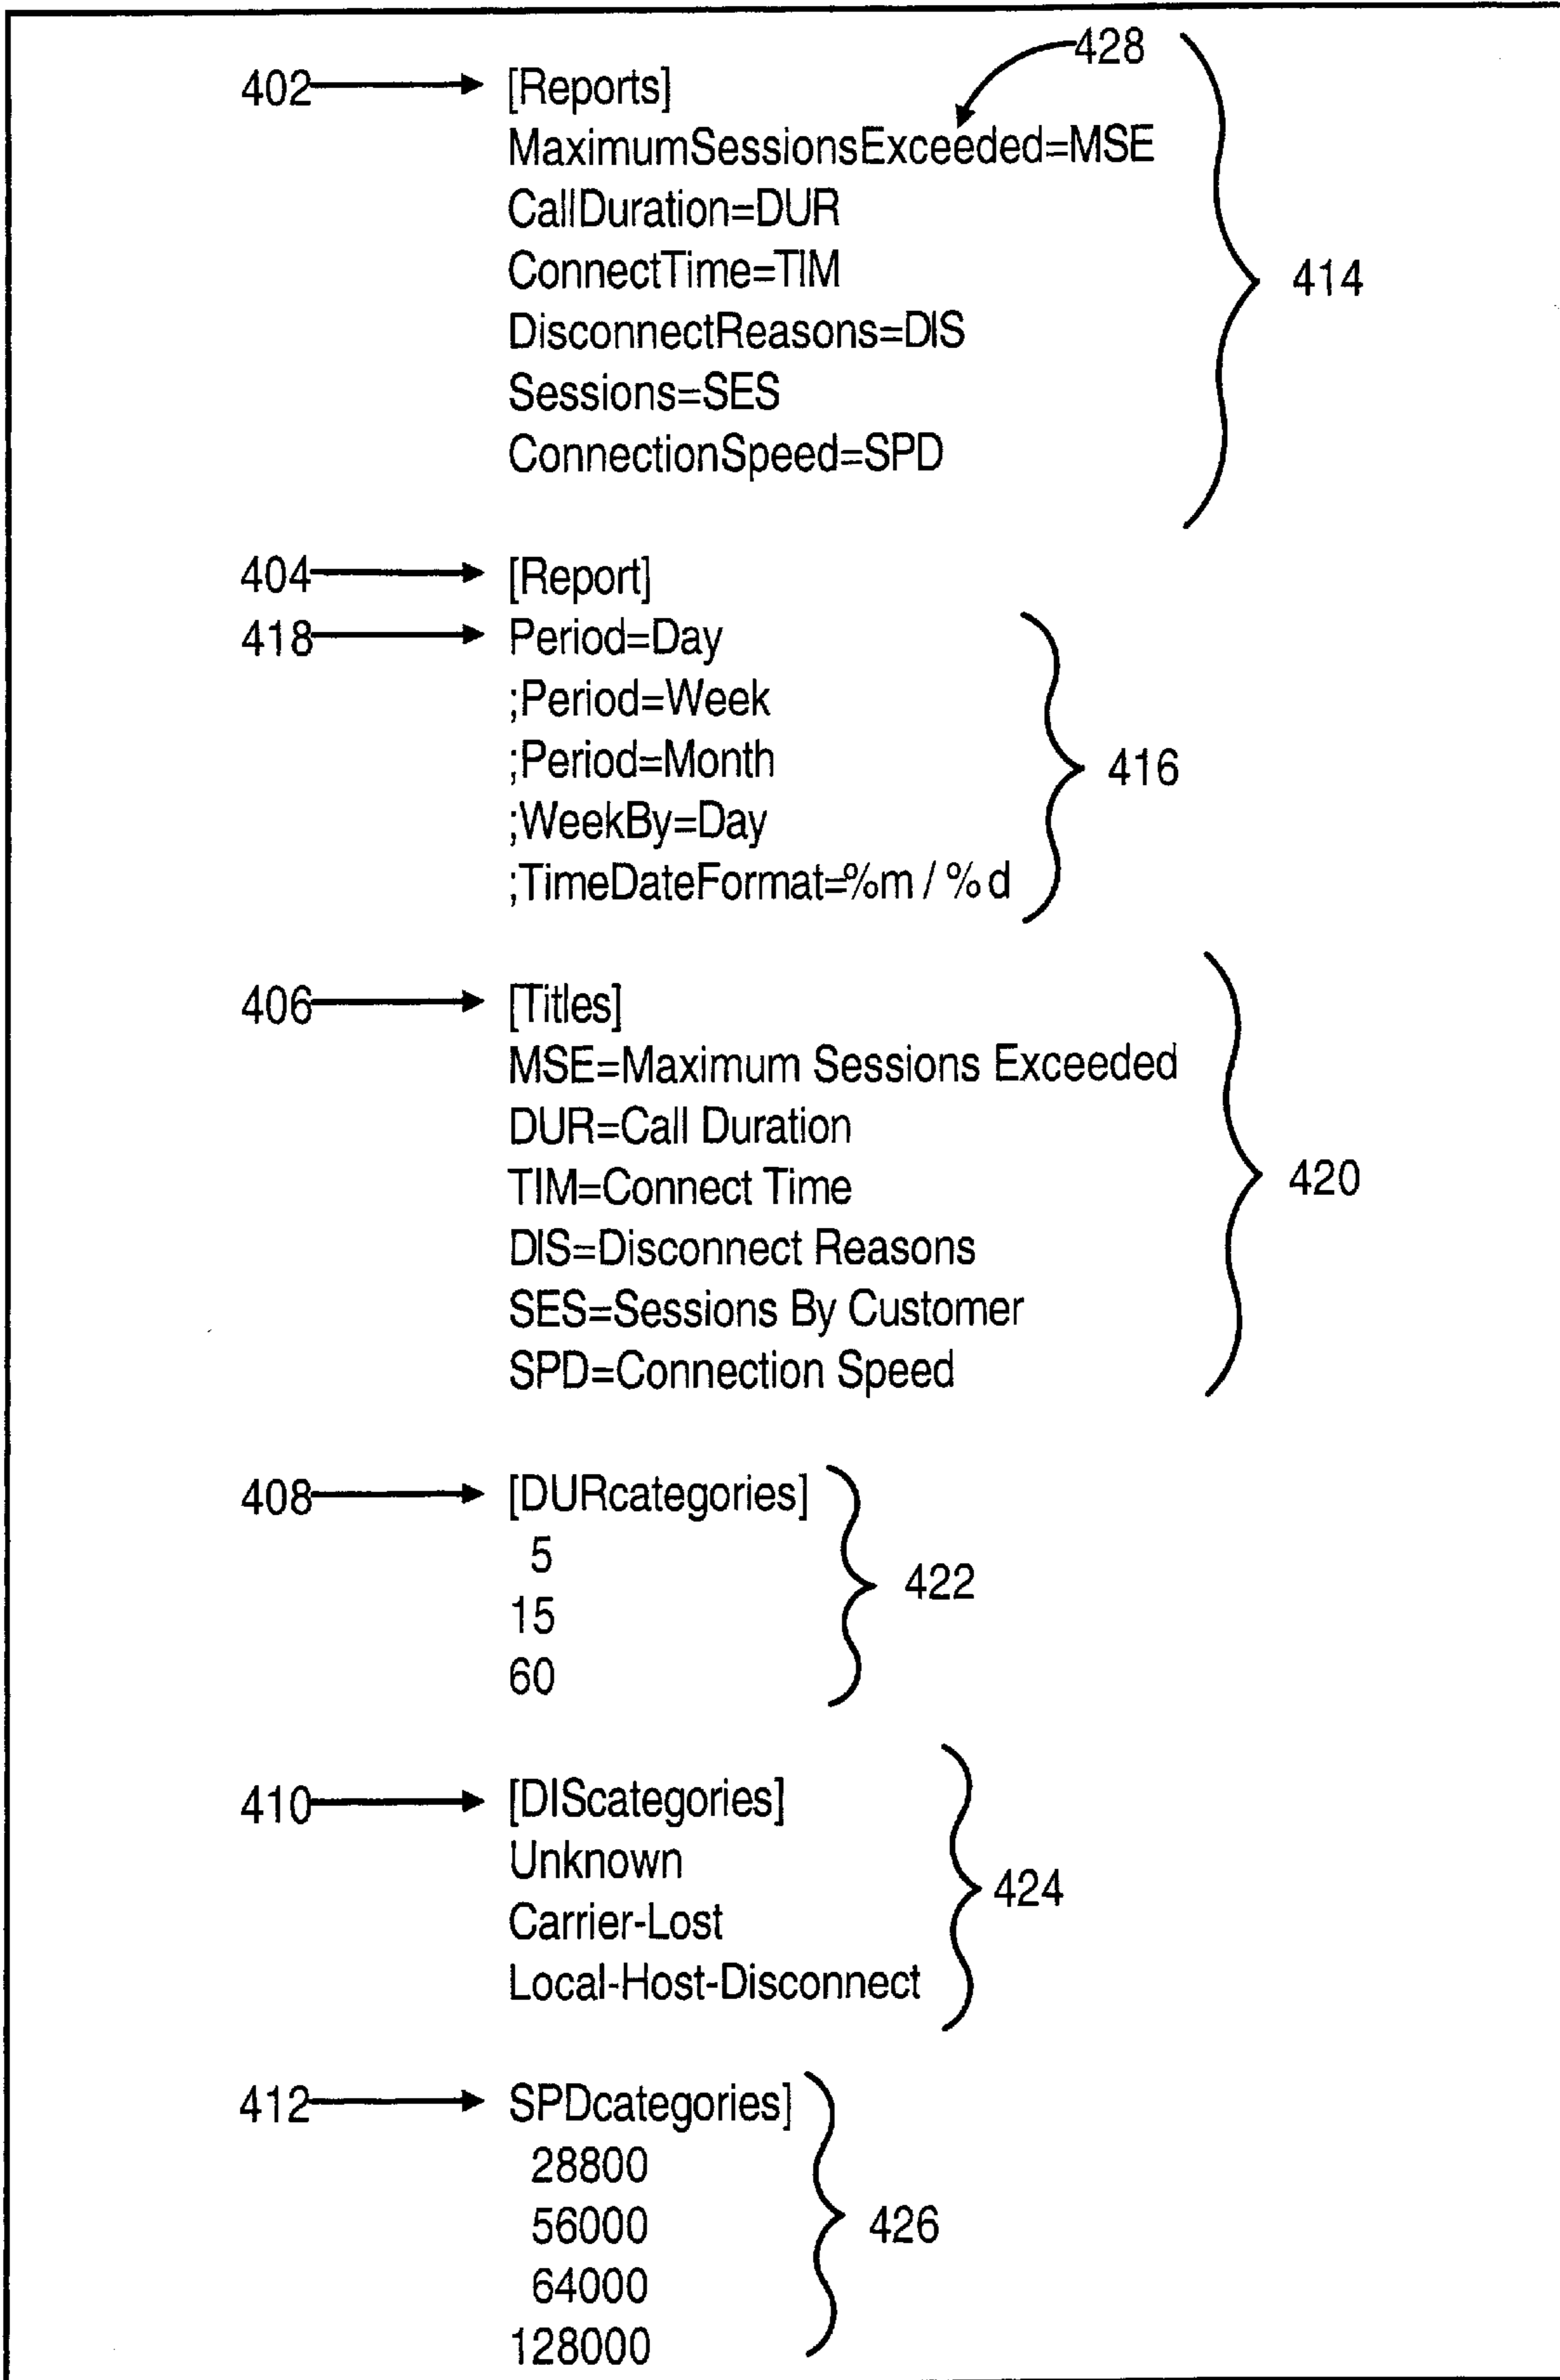 428
402 [Reports]
MaximumSessionsExceeded=MSE
CallDuration=DUR
ConnectTime=TIM
414
DisconnectReasons=DIS
Sessions=SES
ConnectionSpeed=SPD
404 [Report]
418 Period=Day
;Period=Week
;Period=Month
416
;WeekBy=Day
;TimeDateFormat=%m / %d
406 [Titles]
MSE=Maximum Sessions Exceeded
DUR=Call Duration
TIM=Connect Time
420
DIS=Disconnect Reasons
SES=Sessions By Customer
SPD=Connection Speed
408 [DURcategories]
5
422
15
60
410 [DIScategories]
Unknown
424
Carrier-Lost
Local-Host-Disconnect
412 SPDcategories]
28800
56000
426
64000
128000